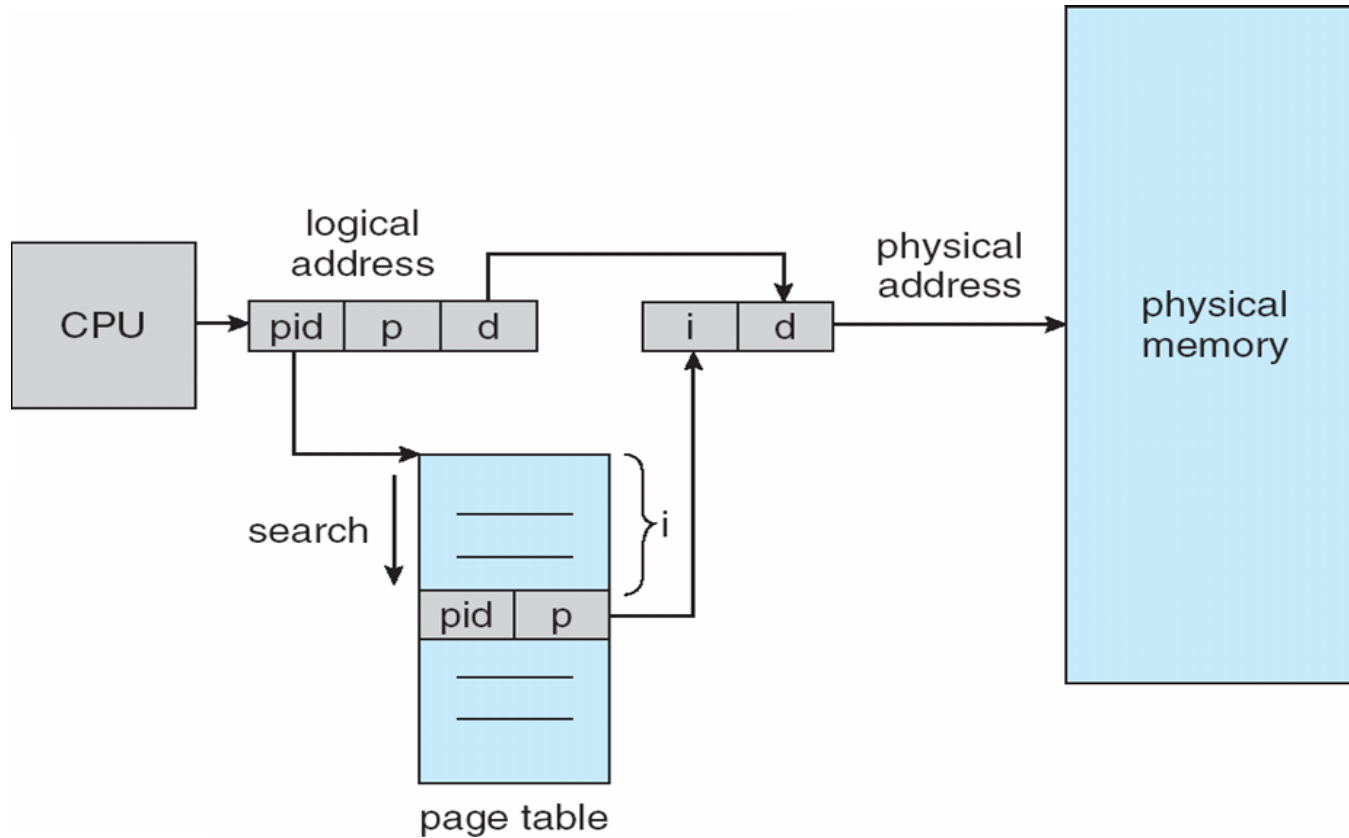 logical
address
CPU
pid p d
i d
physical
address
physical
memory
search
i
pid p
page table